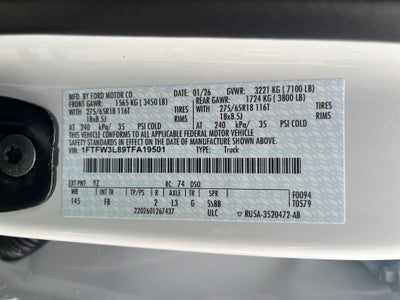 MFD. BY FORD MOTOR CO. 01/26 GVWR: 3221 KG ( 7100 LB)
FRONT GAWR: 1565 KG ( 3450 LB) REAR GAWR: 1724 KG ( 3800 LB)
275/65R18 116T TIRES 275/65R18 116T TIRES
18x8.5J RIMS 18x8.5J RIMS
AT 240 kPa/ 35 PSI COLD AT 240 kPa/ 35 PSI COLD
THIS VEHICLE CONFORMS TO ALL APPLICABLE FEDERAL MOTOR VEHICLE
SAFETY STANDARDS IN EFFECT ON THE DATE OF MANUFACTURE SHOWN ABOVE.
VIN: 1FTFW3L89TFA19501 TYPE: Truck
EXT PNT: YZ RC: 74 DSO: F0094
WB INT TR TP/PS R AXLE TR SPR T0579
145 FB 2 L3 G SSBB
2202601267437 ULC RUSA-3520472-AB